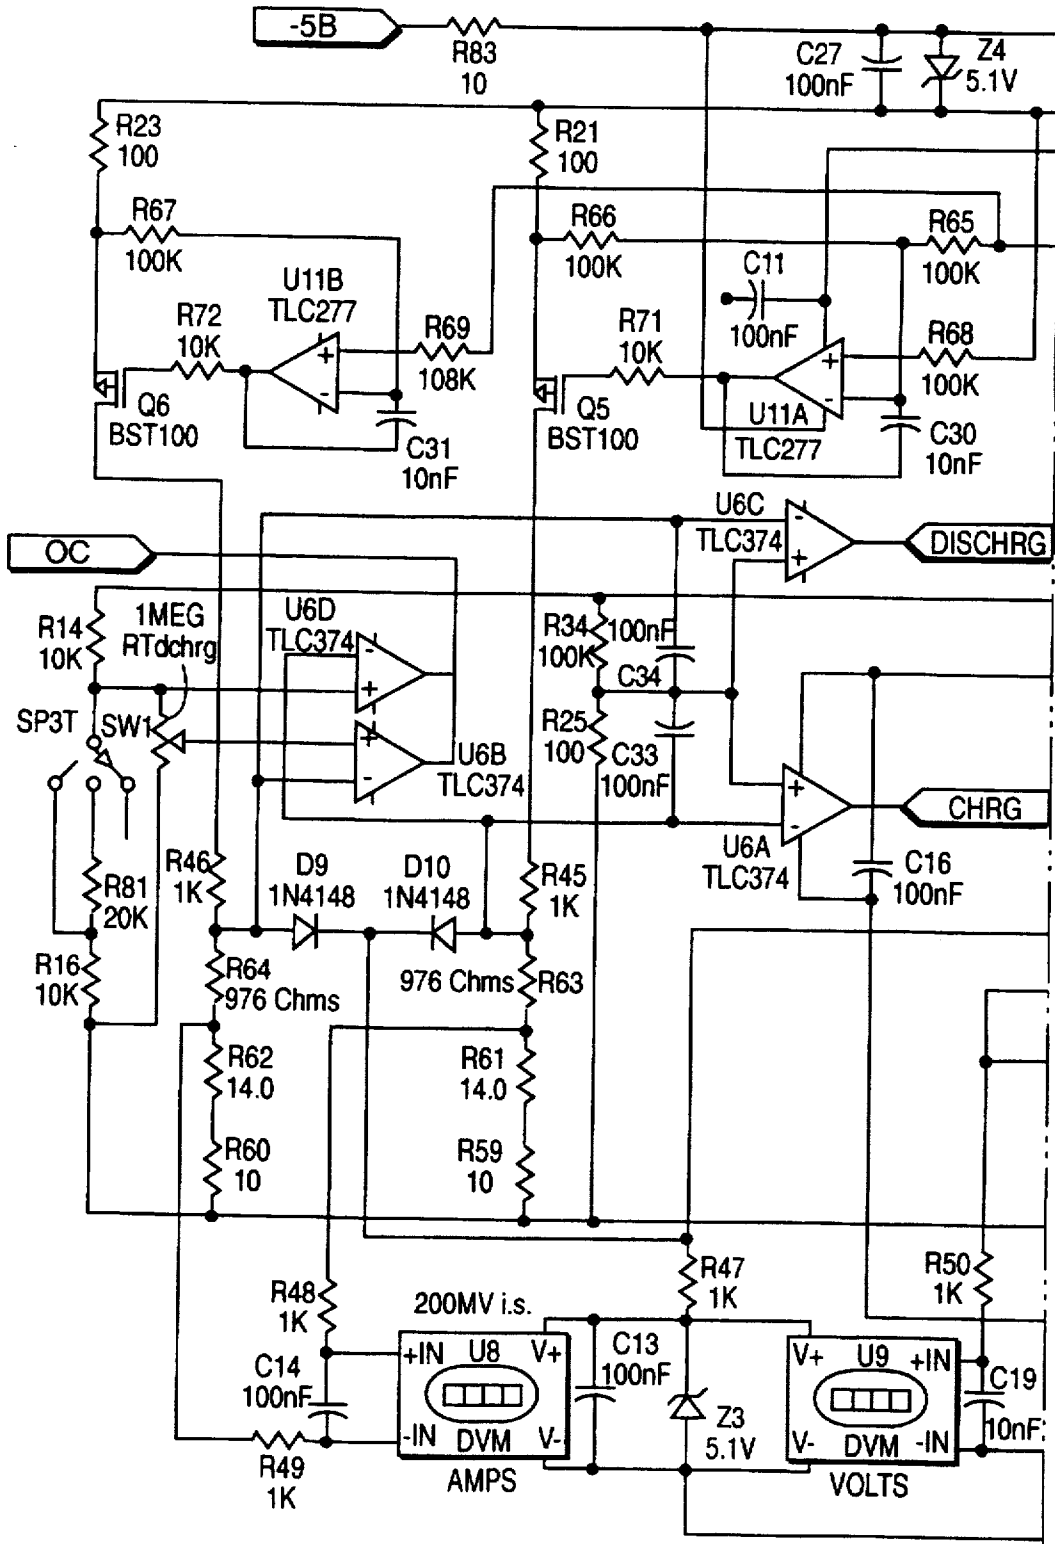 -5B
R83
10
C27
100nF
Z4
5.1V
R23
100
R21
100
R67
100K
R66
100K
R65
100K
U11B
TLC277
C11
100nF
R72
10K
R69
108K
R71
10K
R68
100K
+
-
+
-
Q6
BST100
C31
10nF
Q5
BST100
U11A
TLC277
C30
10nF
OC
U6C
TLC374
-
+
DISCHRG
R14
10K
1MEG
RTdchrg
U6D
TLC374
-
+
R34
100K
100nF
C34
SP3T
SW1
+
-
U6B
TLC374
R25
100
C33
100nF
+
-
CHRG
U6A
TLC374
R46
1K
D9
1N4148
D10
1N4148
R45
1K
C16
100nF
R81
20K
R16
10K
R64
976 Chms
976 Chms
R63
R62
14.0
R61
14.0
R60
10
R59
10
R48
1K
200MV i.s.
R47
1K
R50
1K
C14
100nF
+IN
U8
V+
C13
100nF
V+
U9
+IN
C19
10nF
-IN
DVM
V-
Z3
5.1V
V-
DVM
-IN
R49
1K
AMPS
VOLTS